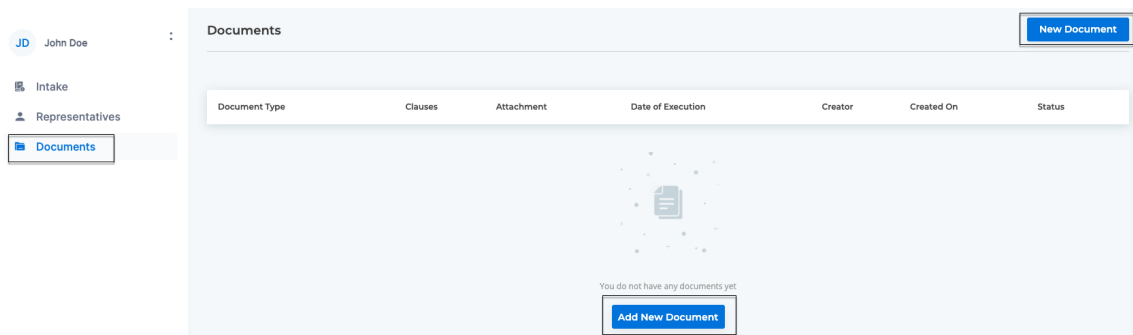 Documents
New Document
JD John Doe
Intake
Representatives
Documents
Document Type Clauses Attachment Date of Execution Creator Created On Status
You do not have any documents yet
Add New Document